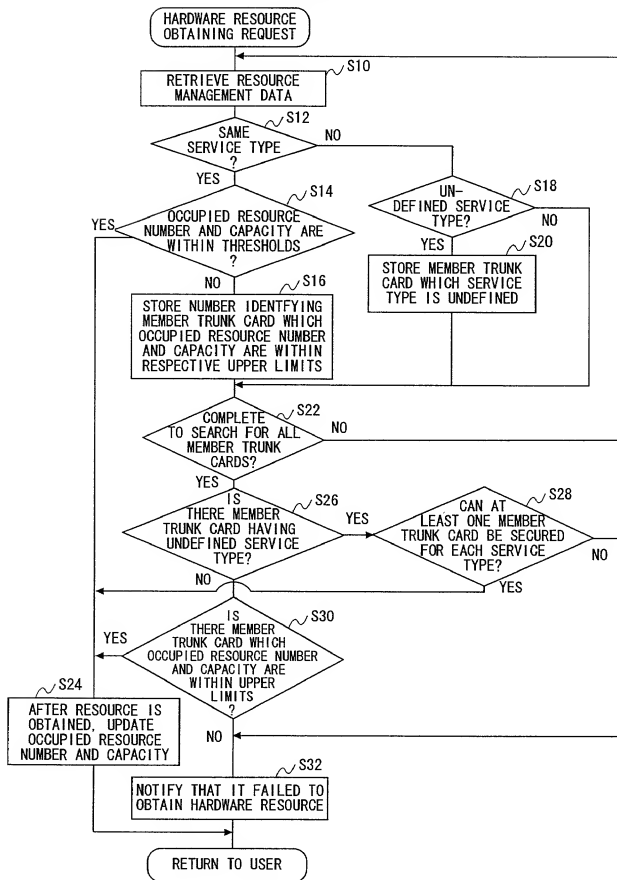 HARDWARE RESOURCE
OBTAINING REQUEST
S10
RETRIEVE RESOURCE
MANAGEMENT DATA
S12
SAME
SERVICE TYPE
?
NO
YES
S14
OCCUPIED RESOURCE
NUMBER AND CAPACITY ARE
WITHIN THRESHOLDS
?
YES
NO
S18
UN-
DEFINED SERVICE
TYPE?
NO
YES
S20
STORE MEMBER TRUNK
CARD WHICH SERVICE
TYPE IS UNDEFINED
S16
STORE NUMBER IDENTFYING
MEMBER TRUNK CARD WHICH
OCCUPIED RESOURCE NUMBER
AND CAPACITY ARE WITHIN
RESPECTIVE UPPER LIMITS
S22
COMPLETE
TO SEARCH FOR ALL
MEMBER TRUNK
CARDS?
NO
YES
S26
IS
THERE MEMBER
TRUNK CARD HAVING
UNDEFINED SERVICE
TYPE?
YES
NO
S28
CAN AT
LEAST ONE MEMBER
TRUNK CARD BE SECURED
FOR EACH SERVICE
TYPE?
NO
YES
S30
IS
THERE MEMBER
TRUNK CARD WHICH
OCCUPIED RESOURCE NUMBER
AND CAPACITY ARE
WITHIN UPPER
LIMITS
?
YES
NO
S24
AFTER RESOURCE IS
OBTAINED, UPDATE
OCCUPIED RESOURCE
NUMBER AND CAPACITY
S32
NOTIFY THAT IT FAILED TO
OBTAIN HARDWARE RESOURCE
RETURN TO USER